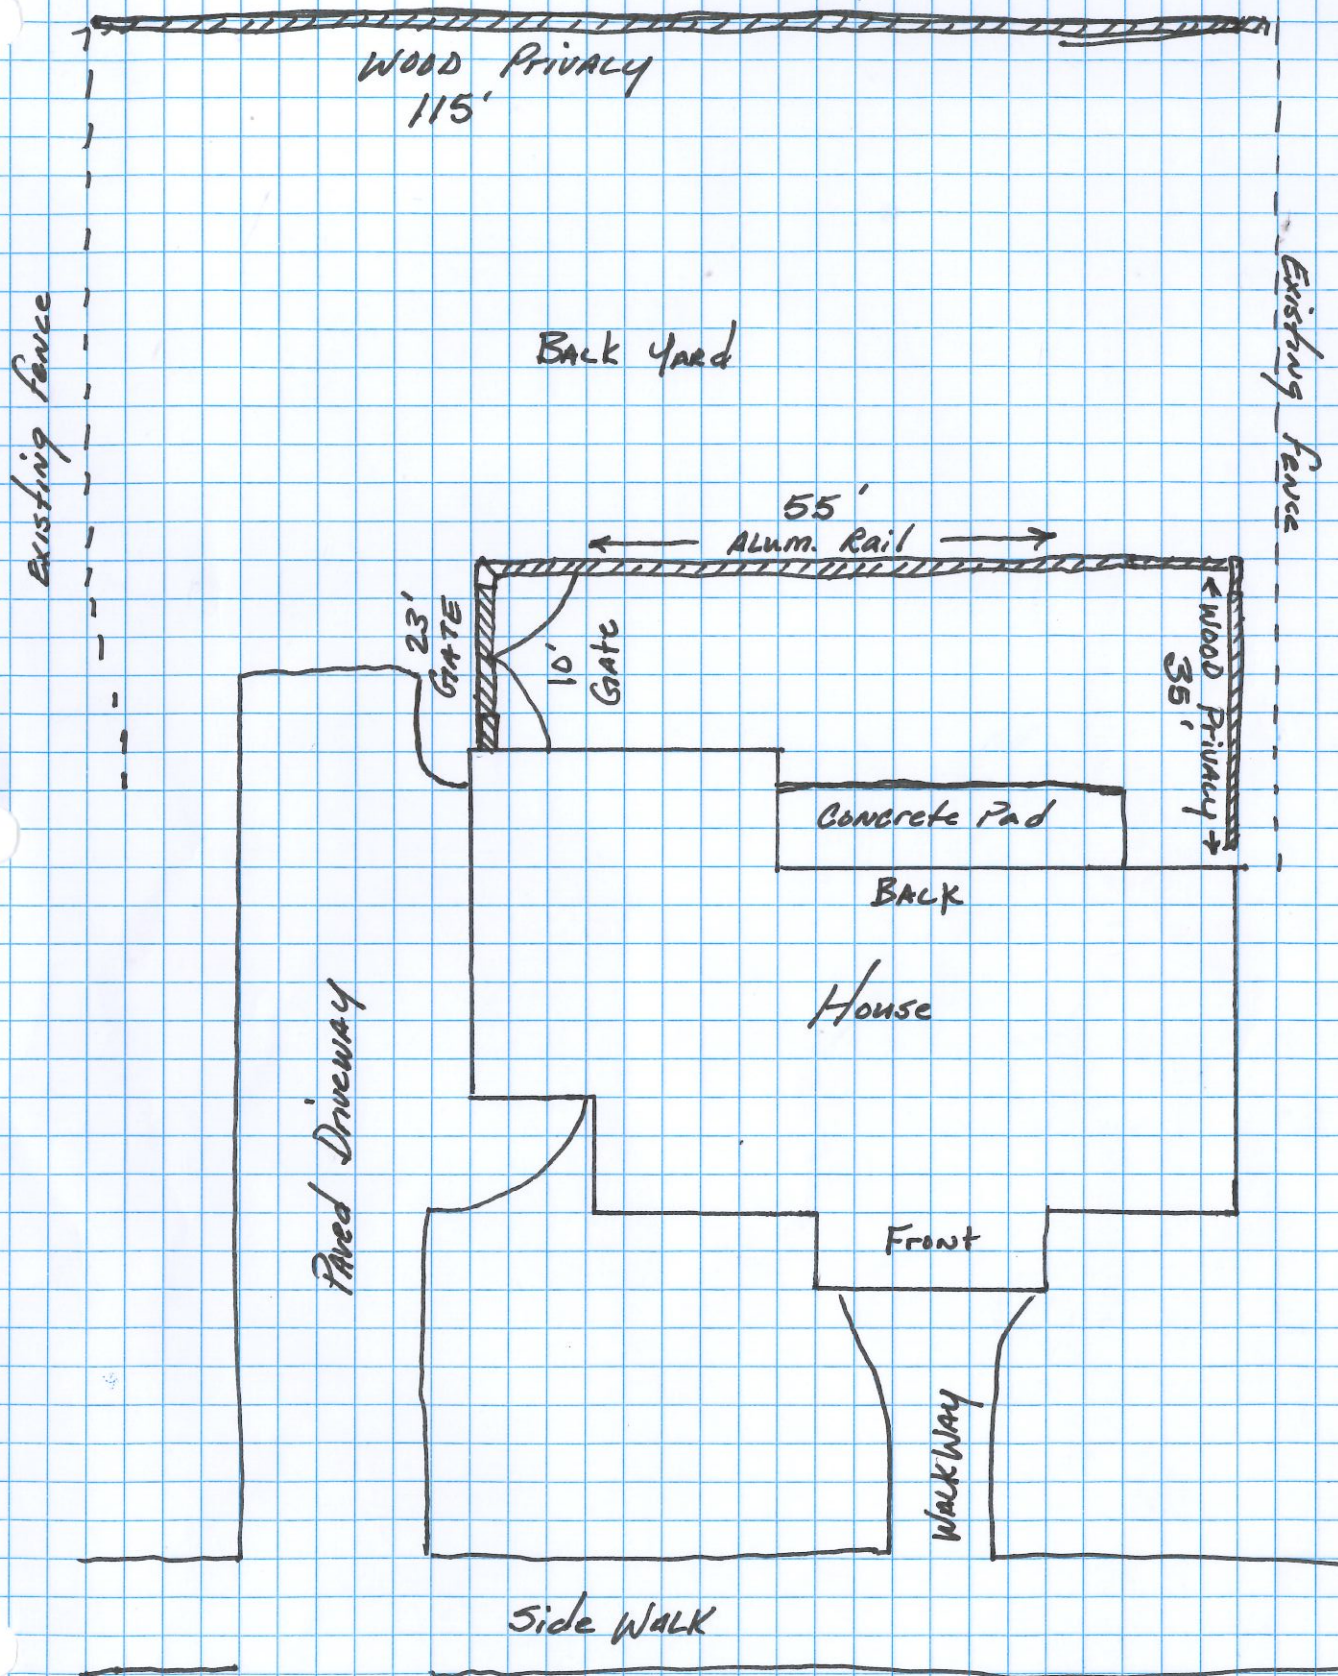 WOOD Privacy
115'
Existing fence
Existing fence
BACK YARd
55'
ALUM. Rail
23'
GATE
10'
GAte
WOOD Privacy
35'
Concrete Pad
BACK
House
PAVED DrivewAY
Front
WALKWAY
Side WALK